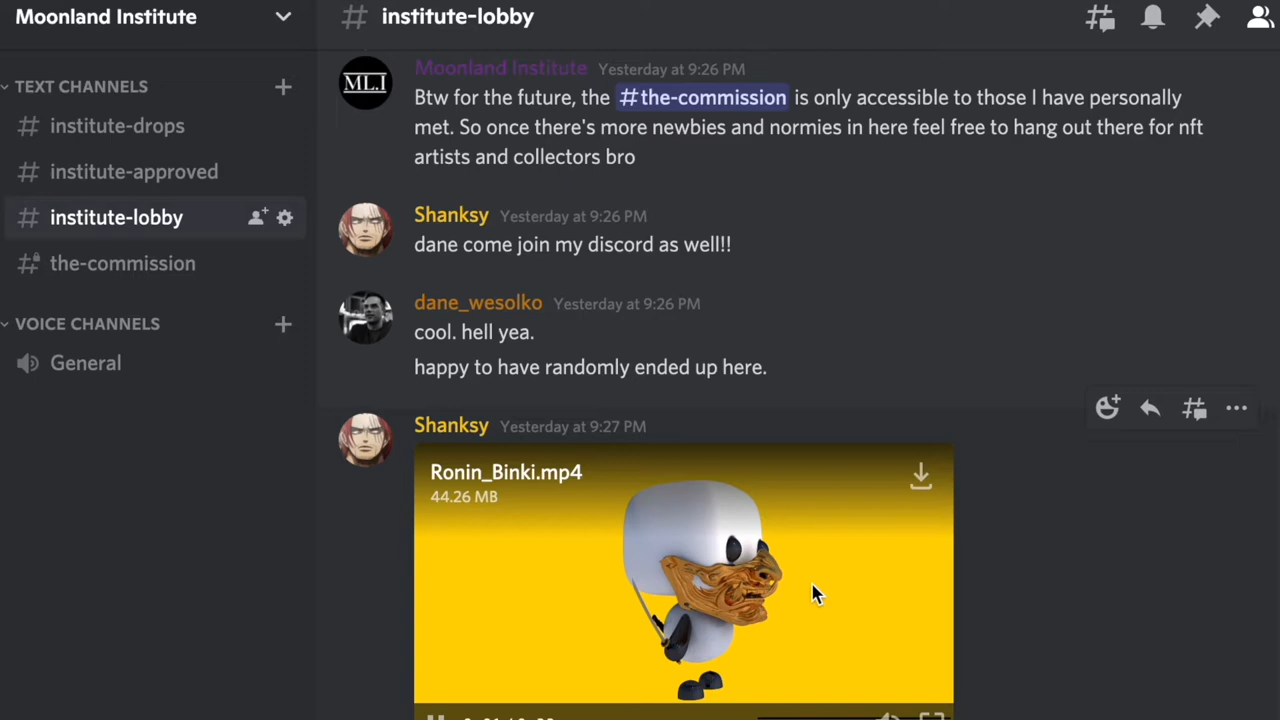 Moonland Institute
institute-lobby
TEXT CHANNELS
institute-drops
institute-approved
institute-lobby
the-commission
VOICE CHANNELS
General
ML.I
Moonland Institute Yesterday at 9:26 PM
Btw for the future, the #the-commission is only accessible to those I have personally
met. So once there's more newbies and normies in here feel free to hang out there for nft
artists and collectors bro
Shanksy Yesterday at 9:26 PM
dane come join my discord as well!!
dane_wesolko Yesterday at 9:26 PM
cool. hell yea.
happy to have randomly ended up here.
Shanksy Yesterday at 9:27 PM
Ronin_Binki.mp4
44.26 MB